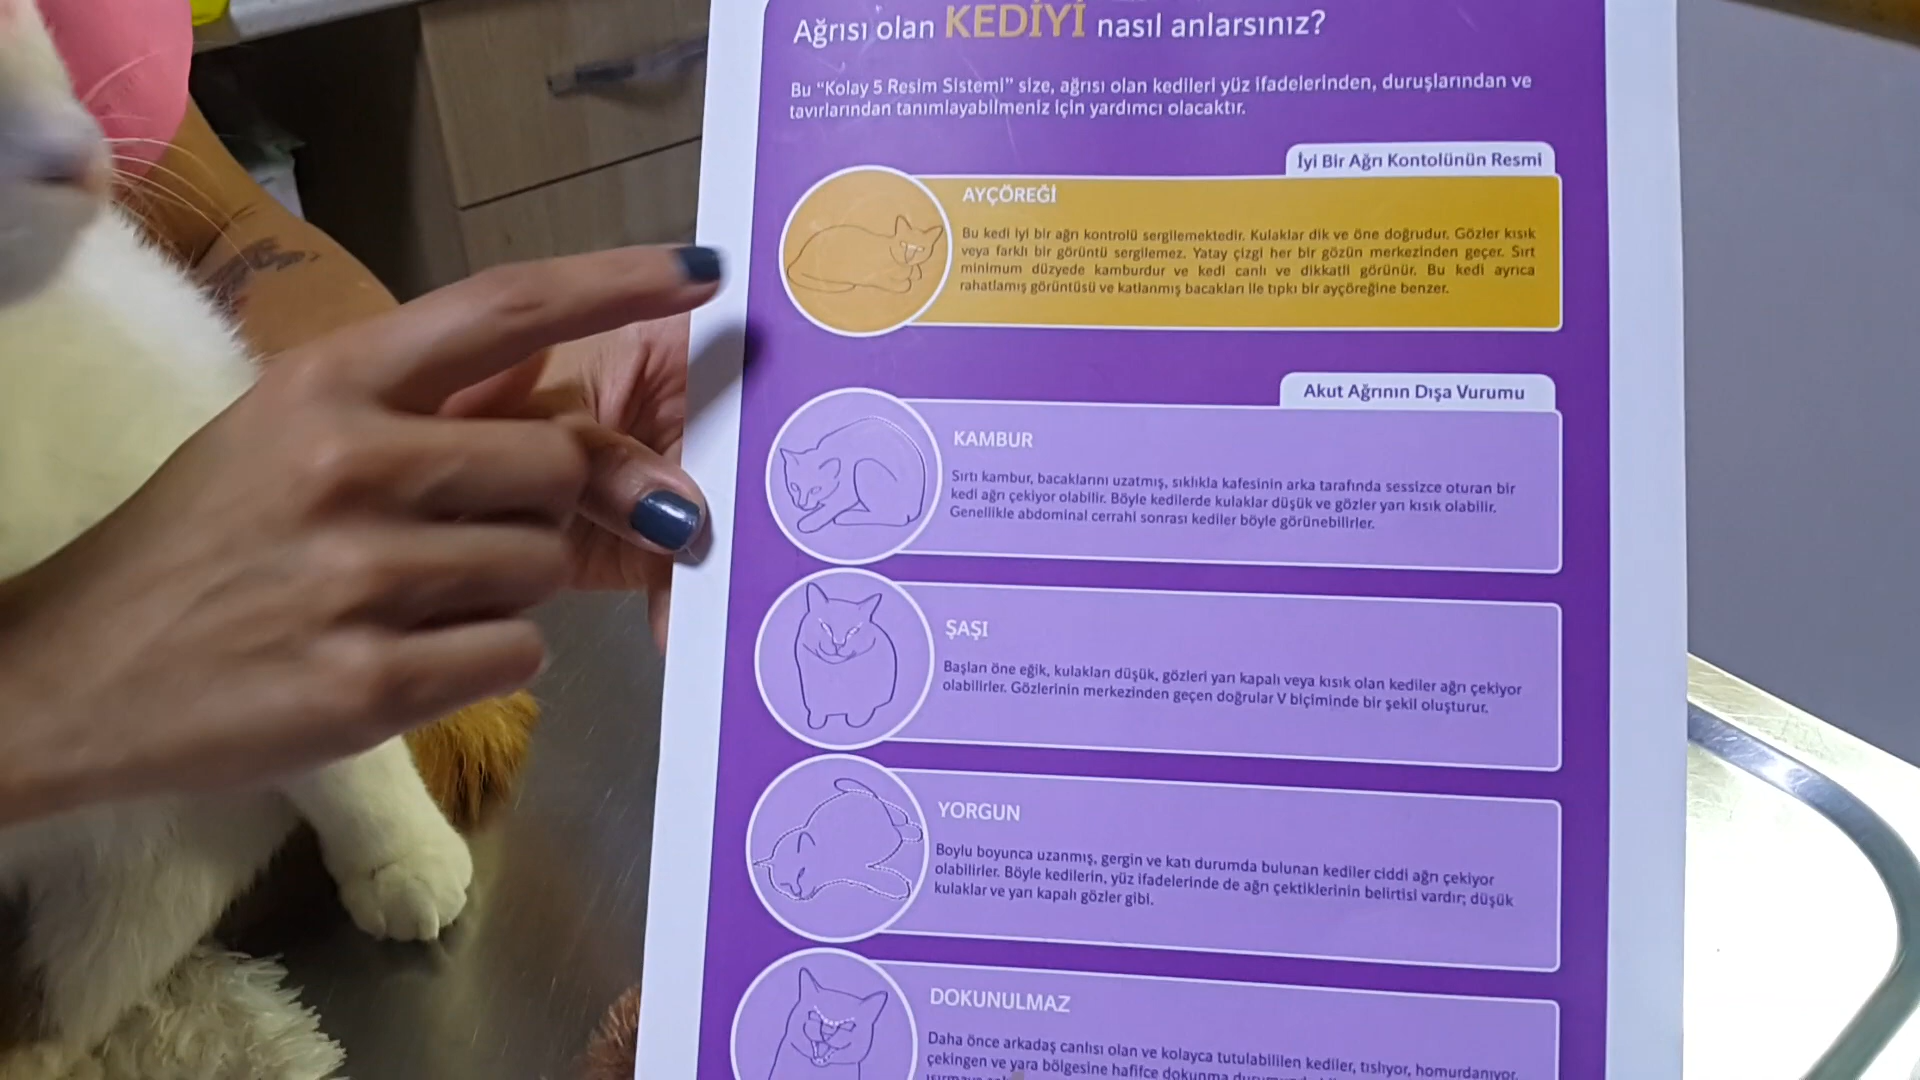 Ağrısı olan KEDİYİ nasıl anlarsınız?
Bu “Kolay 5 Resim Sistemi” size, ağrısı olan kedileri yüz ifadelerinden, duruşlarından ve
tavırlarından tanımlayabilmeniz için yardımcı olacaktır.
İyi Bir Ağrı Kontolünün Resmi
AYÇÖREĞİ
Bu kedi iyi bir ağrı kontrolü sergilemektedir. Kulaklar dik ve öne doğrudur. Gözler kısık
veya farklı bir görüntü sergilemez. Yatay çizgi her bir gözün merkezinden geçer. Sırt
minimum düzyede kamburdur ve kedi canlı ve dikkatli görünür. Bu kedi ayrıca
rahatlamış görüntüsü ve katlanmış bacakları ile tıpkı bir ayçöreğine benzer.
Akut Ağrının Dışa Vurumu
KAMBUR
Sırtı kambur, bacaklarını uzatmış, sıklıkla kafesinin arka tarafında sessizce oturan bir
kedi ağrı çekiyor olabilir. Böyle kedilerde kulaklar düşük ve gözler yarı kısık olabilir.
Genellikle abdominal cerrahi sonrası kediler böyle görünebilirler.
ŞAŞI
Başları öne eğik, kulakları düşük, gözleri yarı kapalı veya kısık olan kediler ağrı çekiyor
olabilirler. Gözlerinin merkezinden geçen doğrular V biçiminde bir şekil oluşturur.
YORGUN
Boylu boyunca uzanmış, gergin ve katı durumda bulunan kediler ciddi ağrı çekiyor
olabilirler. Böyle kedilerin, yüz ifadelerinde de ağrı çektiklerinin belirtisi vardır; düşük
kulaklar ve yarı kapalı gözler gibi.
DOKUNULMAZ
Daha önce arkadaş canlısı olan ve kolayca tutulabililen kediler, tıslıyor, homurdanıyor,
çekingen ve yara bölgesine hafifce dokunma